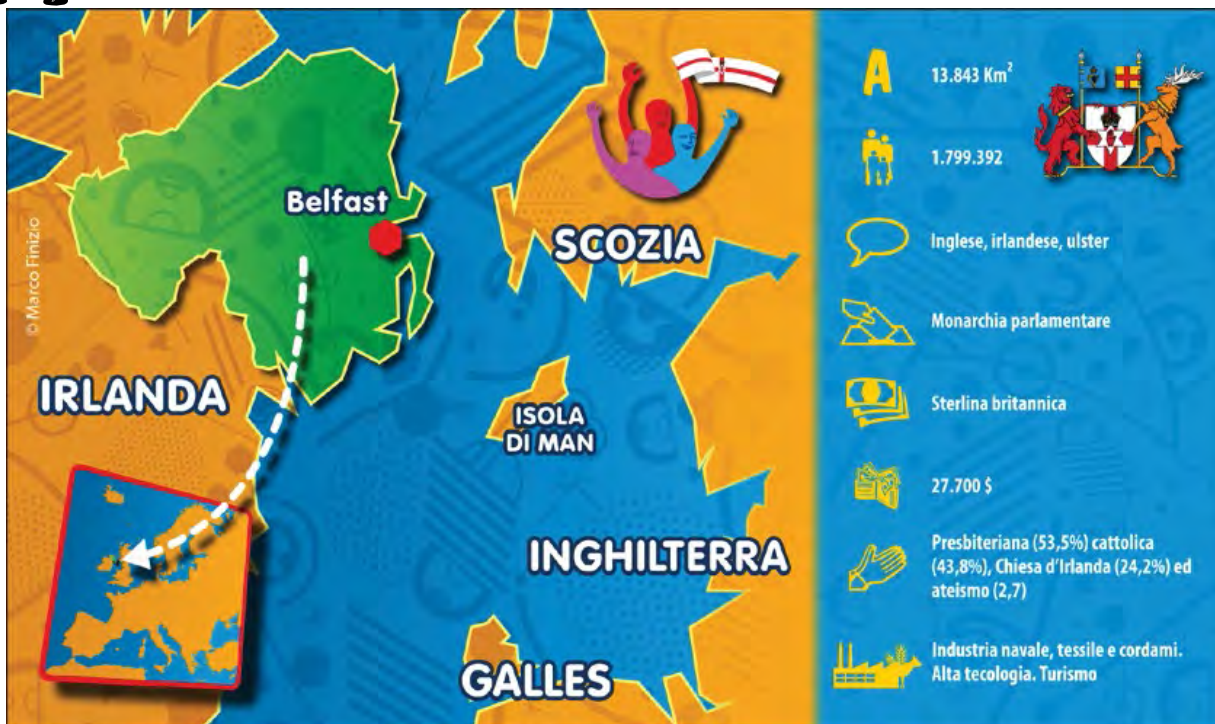 © Marco Finizio
Belfast
SCOZIA
IRLANDA
ISOLA
DI MAN
INGHILTERRA
GALLES
A
13.843 Km²
1.799.392
Inglese, irlandese, ulster
Monarchia parlamentare
Sterlina britannica
27.700 $
Presbiteriana (53,5%) cattolica
(43,8%), Chiesa d'Irlanda (24,2%) ed
ateismo (2,7)
Industria navale, tessile e cordami.
Alta tecologia. Turismo